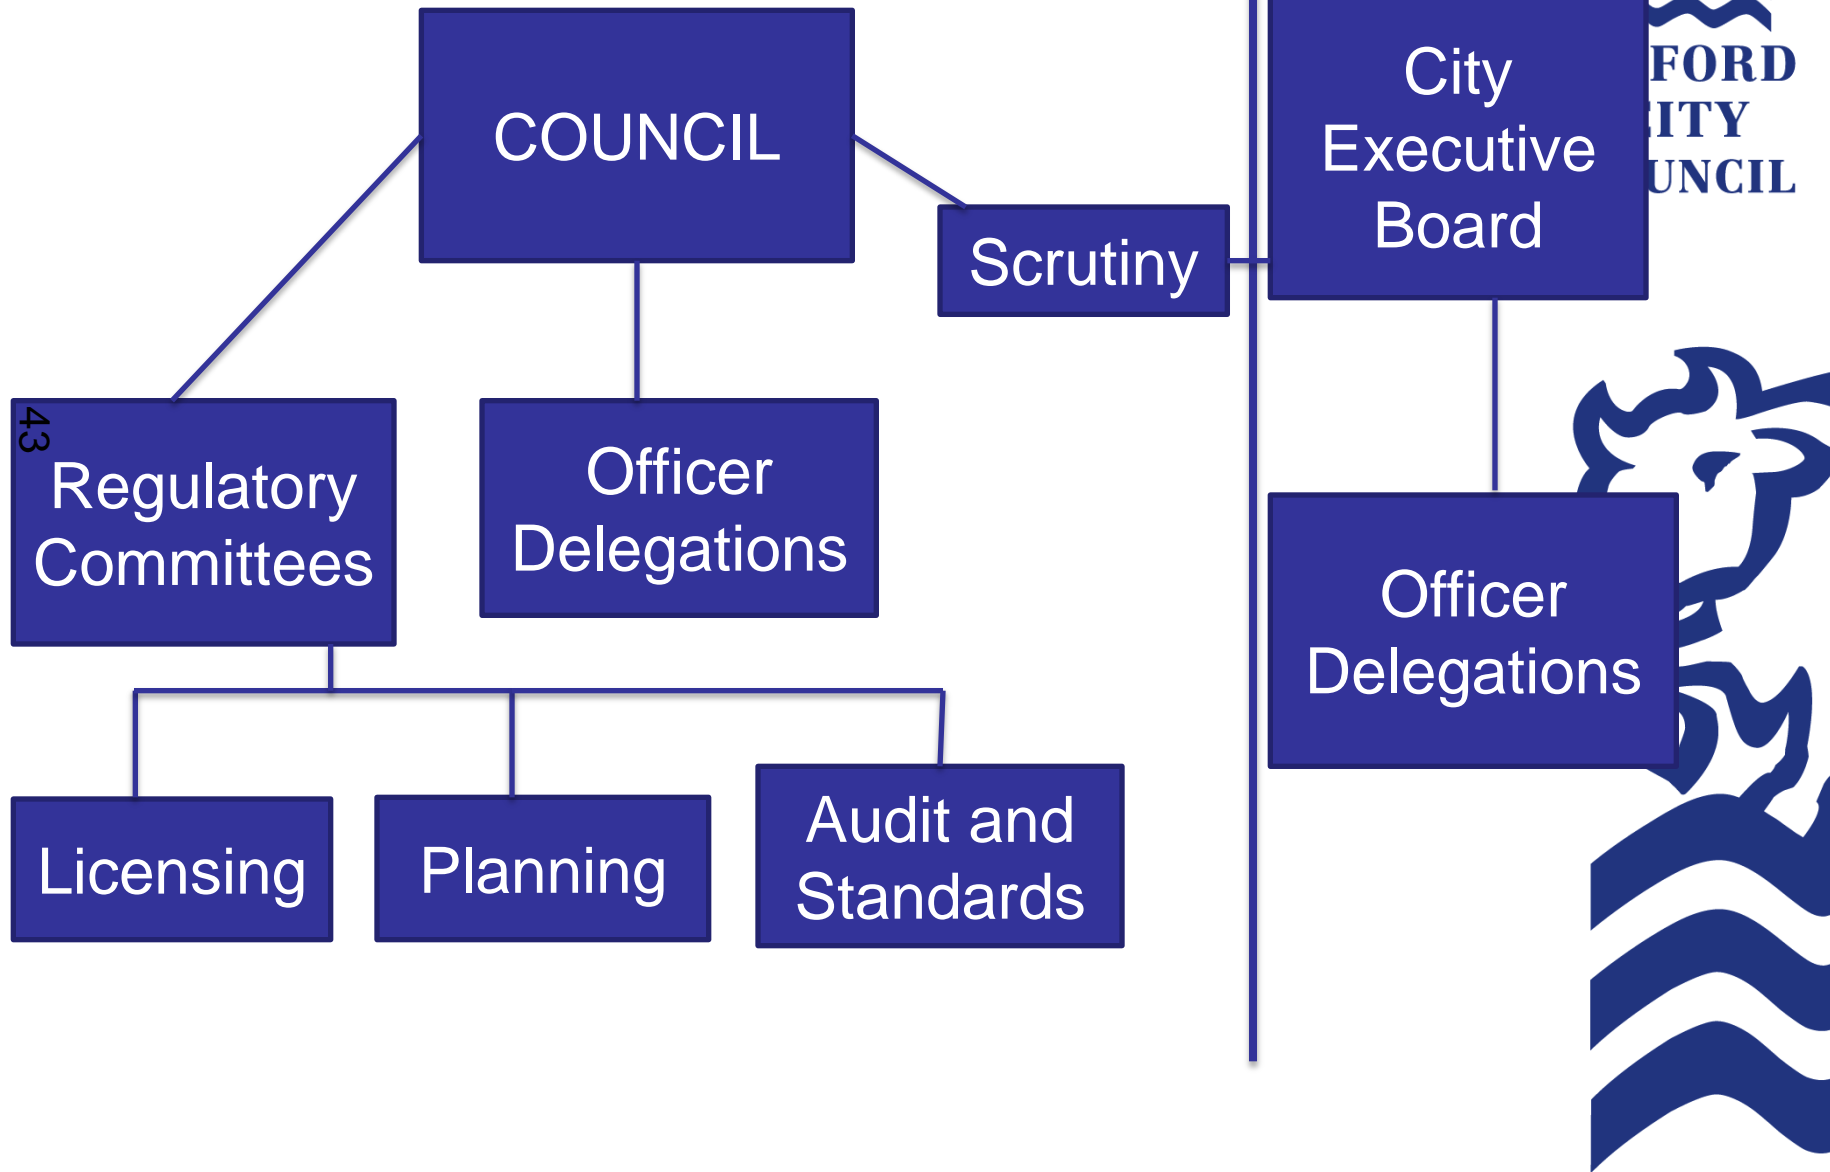 COUNCIL
Scrutiny
City
Executive
Board
FORD
ITY
UNCIL
43
Regulatory
Committees
Officer
Delegations
Officer
Delegations
Licensing
Planning
Audit and
Standards